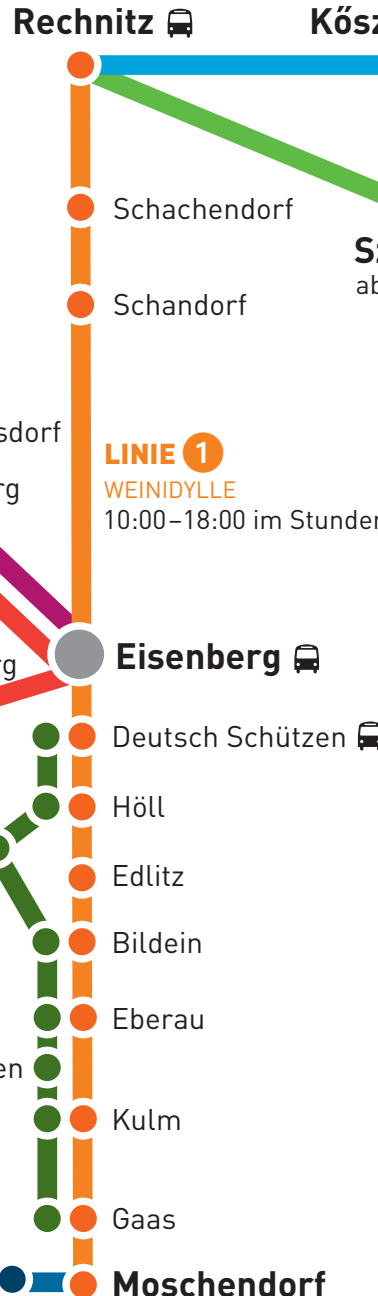 Rechnitz
Schachendorf
Schandorf
LINIE 1
WEINIDYLLE
10:00–18:00 im
Eisenberg
Deutsch Schützen
Höll
Edlitz
Bildein
Eberau
Kulm
Gaas
Moschendorf